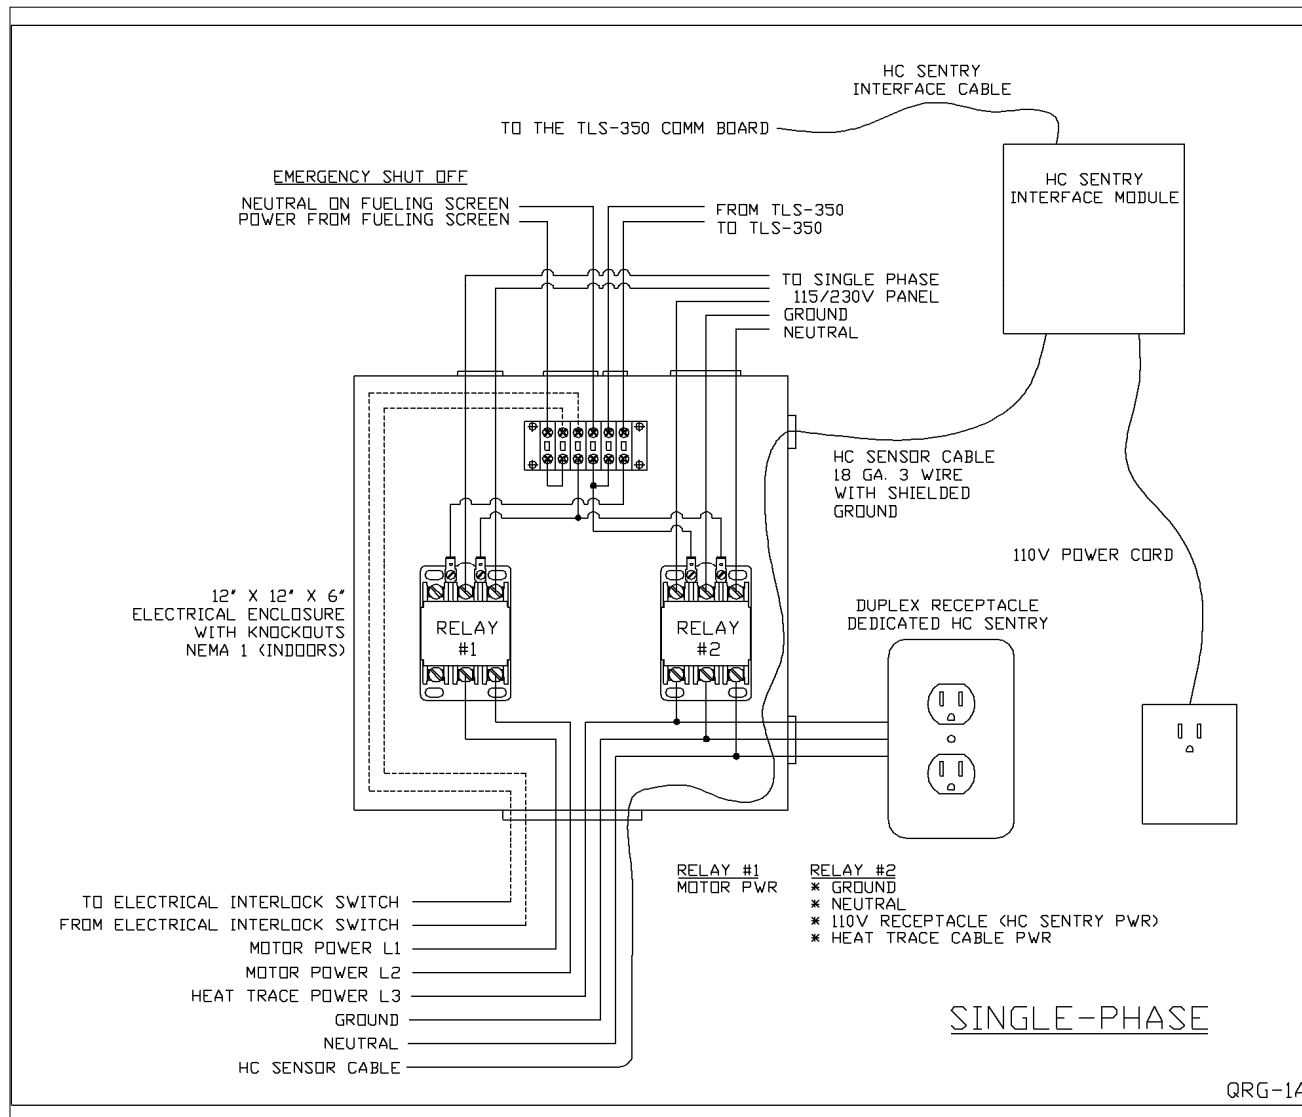 HC SENTRY
INTERFACE CABLE
TO THE TLS-350 COMM BOARD
EMERGENCY SHUT OFF
NEUTRAL ON FUELING SCREEN
POWER FROM FUELING SCREEN
FROM TLS-350
TO TLS-350
HC SENTRY
INTERFACE MODULE
TO SINGLE PHASE
115/230V PANEL
GROUND
NEUTRAL
HC SENSOR CABLE
18 GA. 3 WIRE
WITH SHIELDED
GROUND
110V POWER CORD
12" X 12" X 6"
ELECTRICAL ENCLOSURE
WITH KNOCKOUTS
NEMA 1 (INDOORS)
RELAY
#1
RELAY
#2
DUPLEX RECEPTACLE
DEDICATED HC SENTRY
RELAY #1
MOTOR PWR
RELAY #2
* GROUND
* NEUTRAL
* 110V RECEPTACLE (HC SENTRY PWR)
* HEAT TRACE CABLE PWR
TO ELECTRICAL INTERLOCK SWITCH
FROM ELECTRICAL INTERLOCK SWITCH
MOTOR POWER L1
MOTOR POWER L2
HEAT TRACE POWER L3
GROUND
NEUTRAL
HC SENSOR CABLE
SINGLE-PHASE